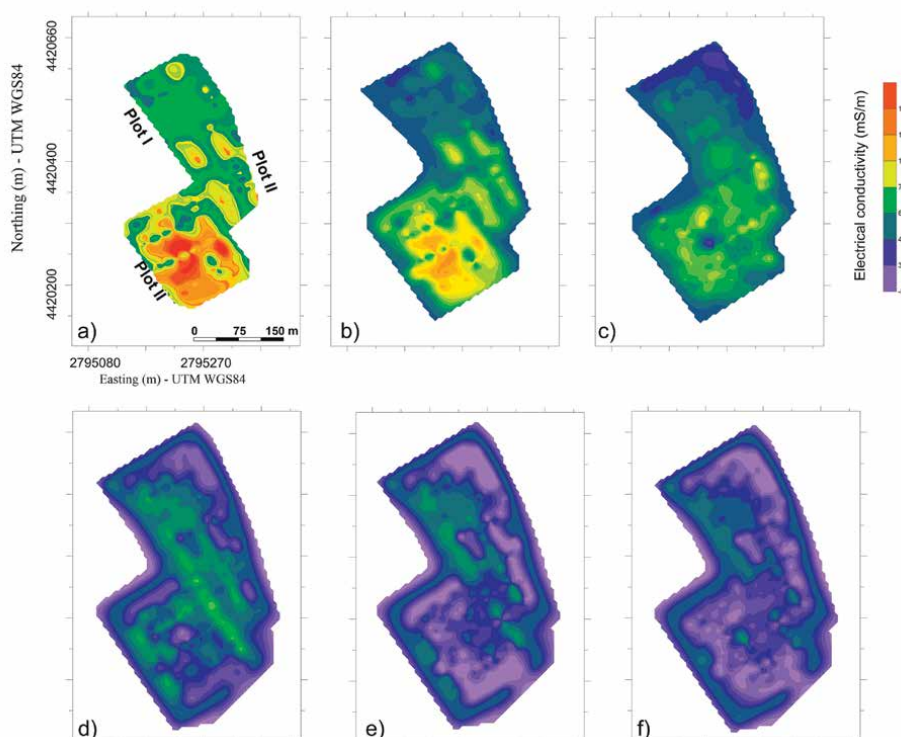 Northing (m) - UTM WGS84
4420660
4420400
4420200
Plot I
Plot II
Plot II
a)
0 75 150 m
b)
c)
Electrical conductivity (mS/m)
2795080 2795270
Easting (m) - UTM WGS84
d)
e)
f)